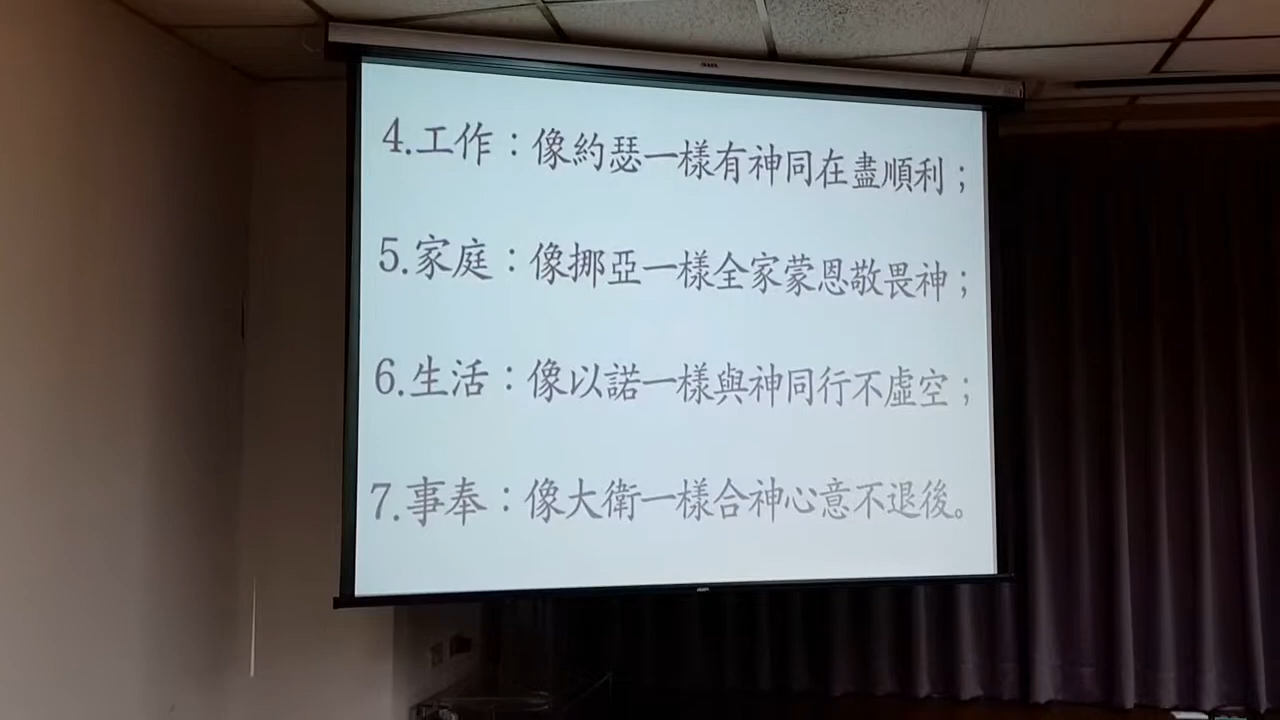 4.工作：像約瑟一樣有神同在盡順利；
5.家庭：像挪亞一樣全家蒙恩敬畏神；
6.生活：像以諾一樣與神同行不虛空；
7.事奉：像大衛一樣合神心意不退後。